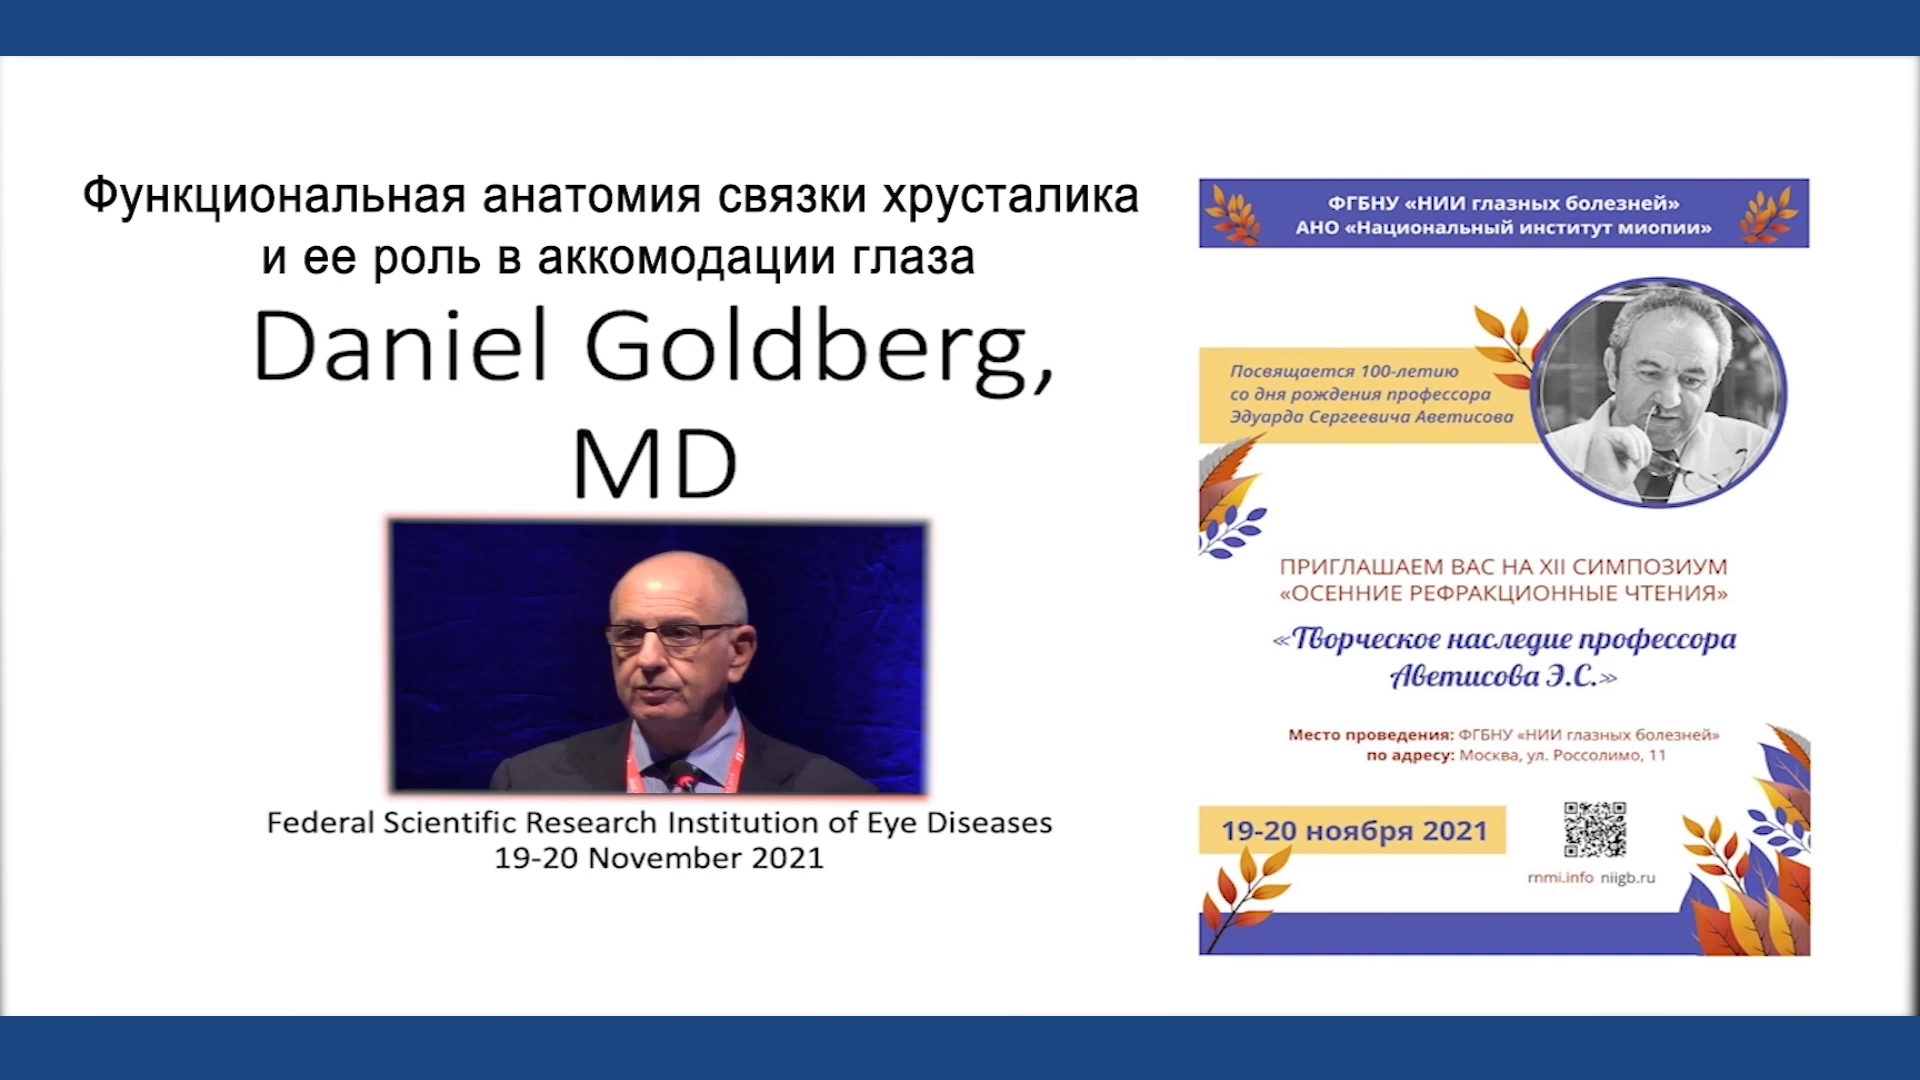 Функциональная анатомия связки хрусталика
и ее роль в аккомодации глаза
Daniel Goldberg,
MD
Federal Scientific Research Institution of Eye Diseases
19-20 November 2021
ФГБНУ «НИИ глазных болезней»
АНО «Национальный институт миопии»
Посвящается 100-летию
со дня рождения профессора
Эдуарда Сергеевича Аветисова
ПРИГЛАШАЕМ ВАС НА XII СИМПОЗИУМ
«ОСЕННИЕ РЕФРАКЦИОННЫЕ ЧТЕНИЯ»
«Творческое наследие профессора
Аветисова Э.С.»
Место проведения: ФГБНУ «НИИ глазных болезней»
по адресу: Москва, ул. Россолимо, 11
19-20 ноября 2021
rnmi.info niigb.ru